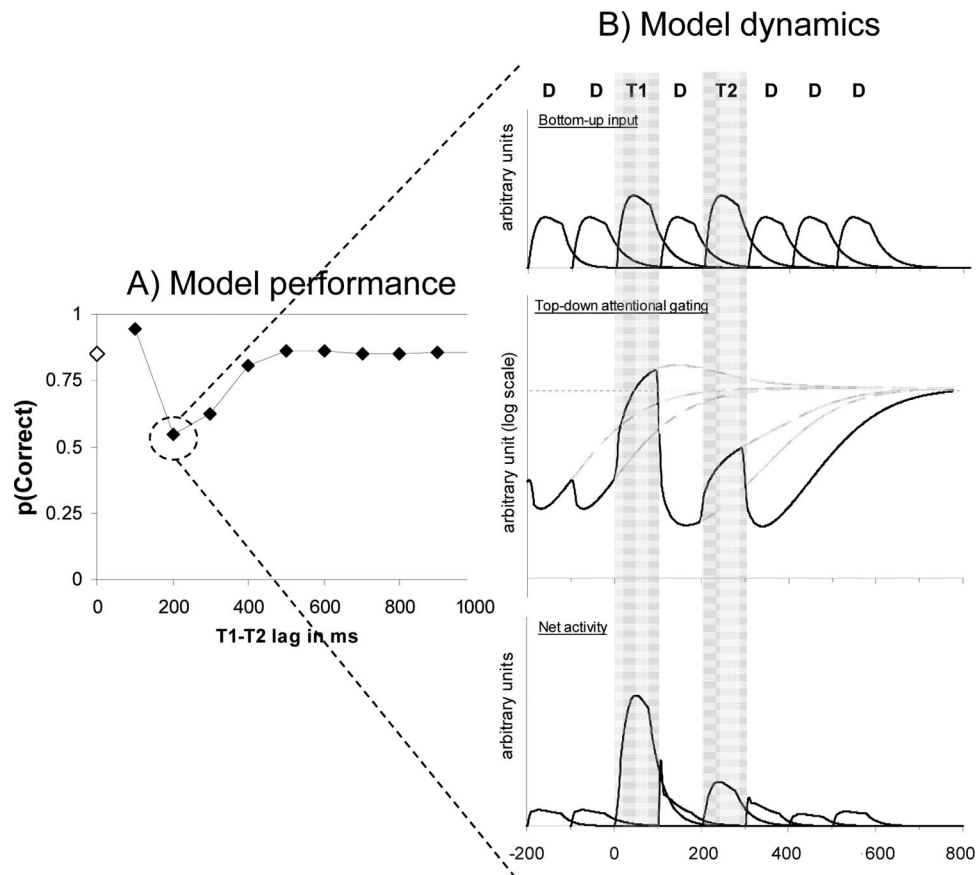 B) Model dynamics
D D T1 D T2 D D D
Bottom-up input
arbitrary units
A) Model performance
1
0.75
0.5
0.25
0
p(Correct)
0 200 400 600 800 1000
T1-T2 lag in ms
Top-down attentional gating
arbitrary unit (log scale)
Net activity
arbitrary units
-200 0 200 400 600 800